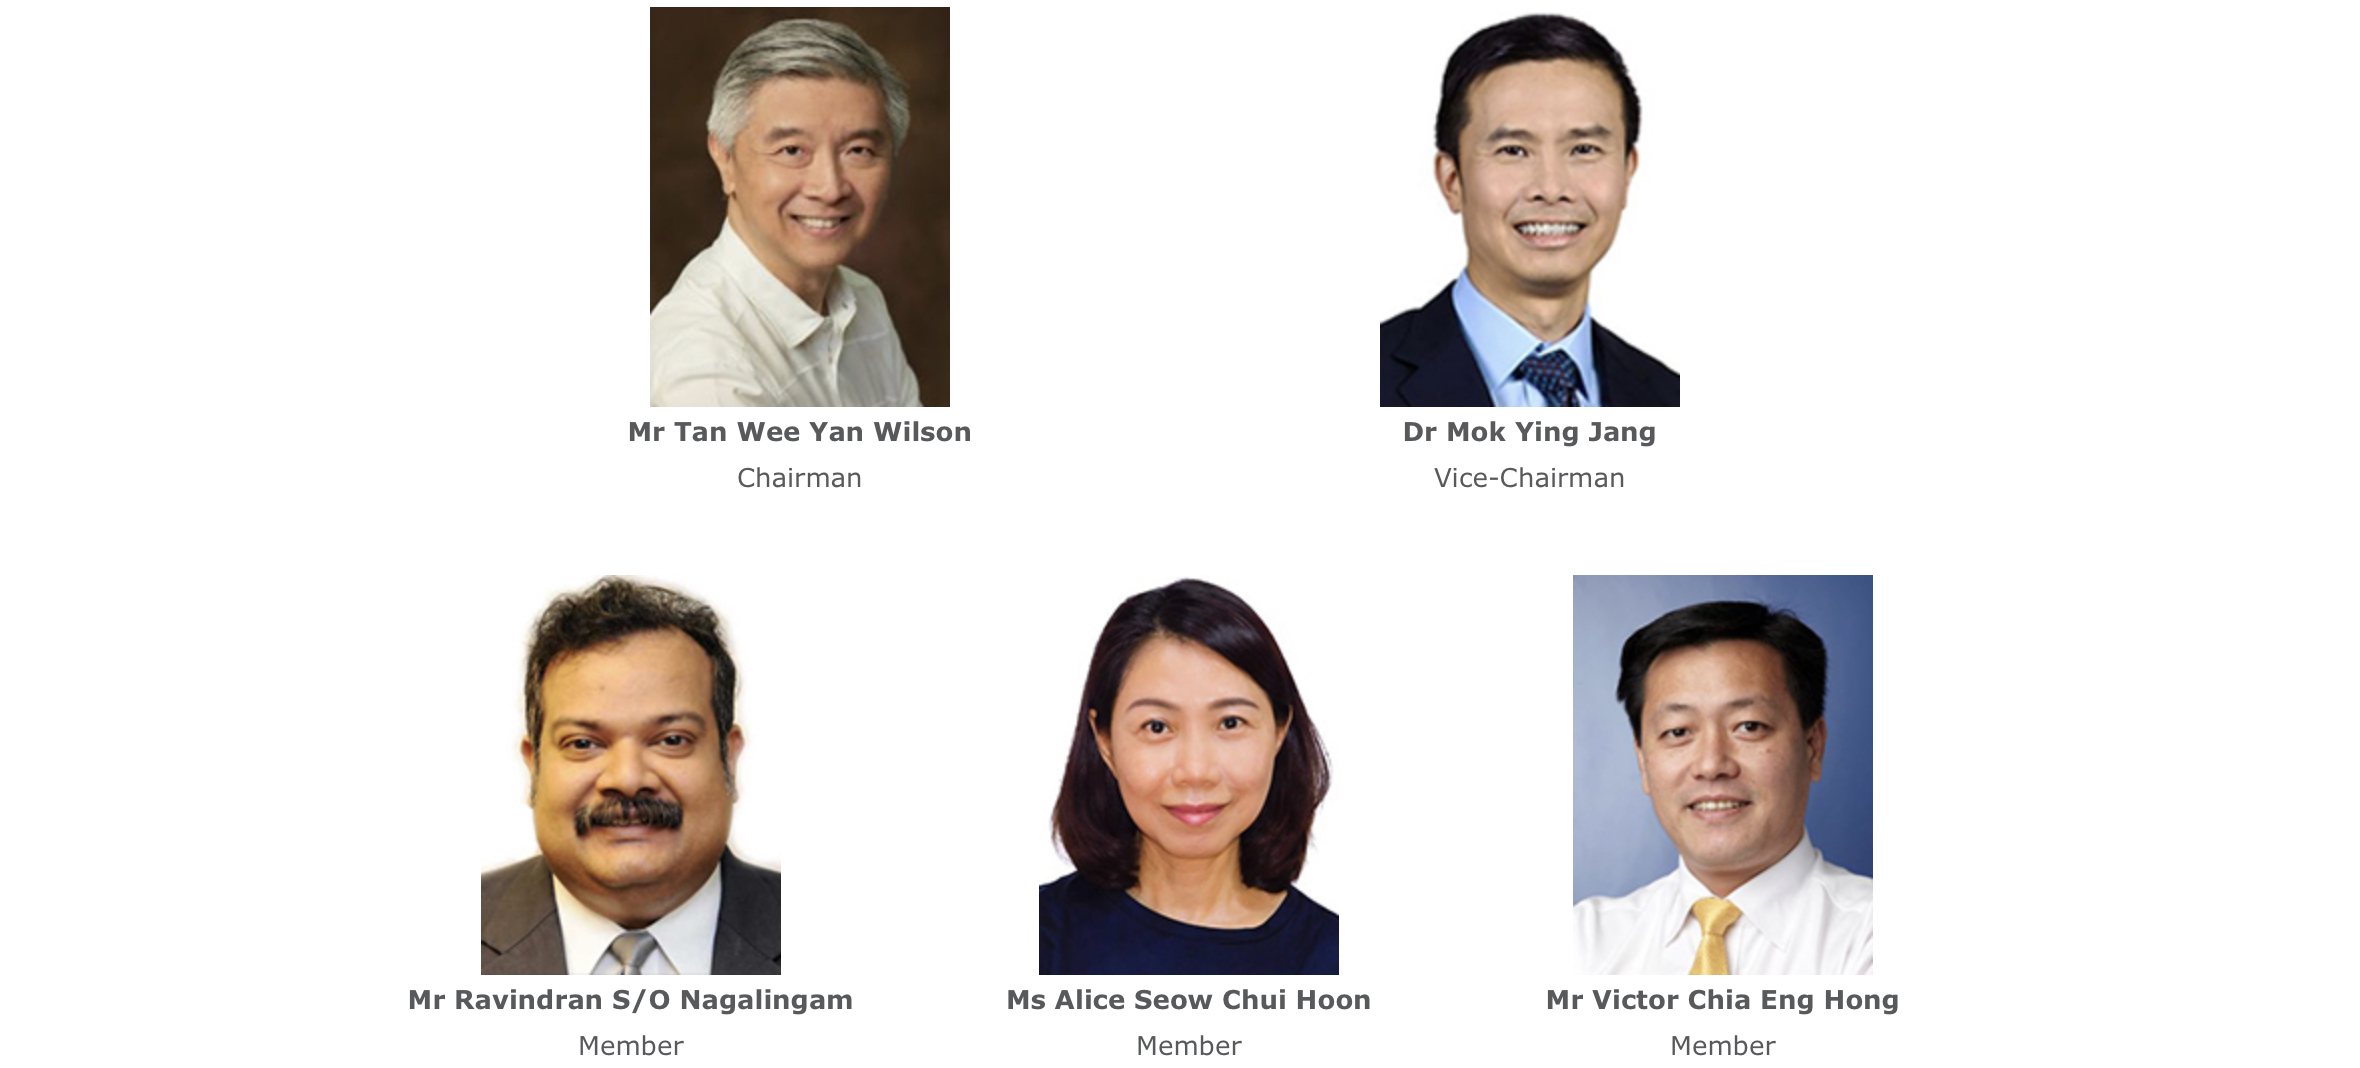 Mr Tan Wee Yan Wilson
Chairman
Dr Mok Ying Jang
Vice-Chairman
Mr Ravindran S/O Nagalingam
Member
Ms Alice Seow Chui Hoon
Member
Mr Victor Chia Eng Hong
Member